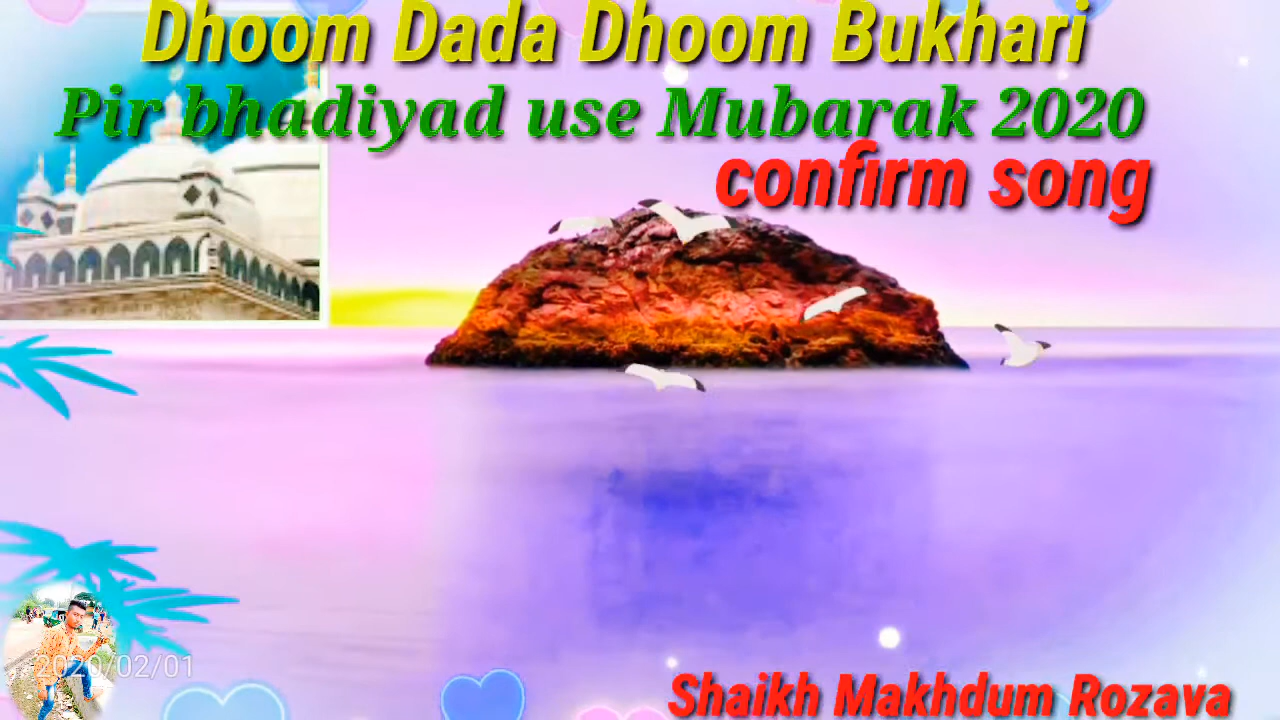 Dhoom Dada Dhoom Bukhari
Pir bhadiyad use Mubarak 2020
confirm song
2020/02/01
Shaikh Makhdum Rozava